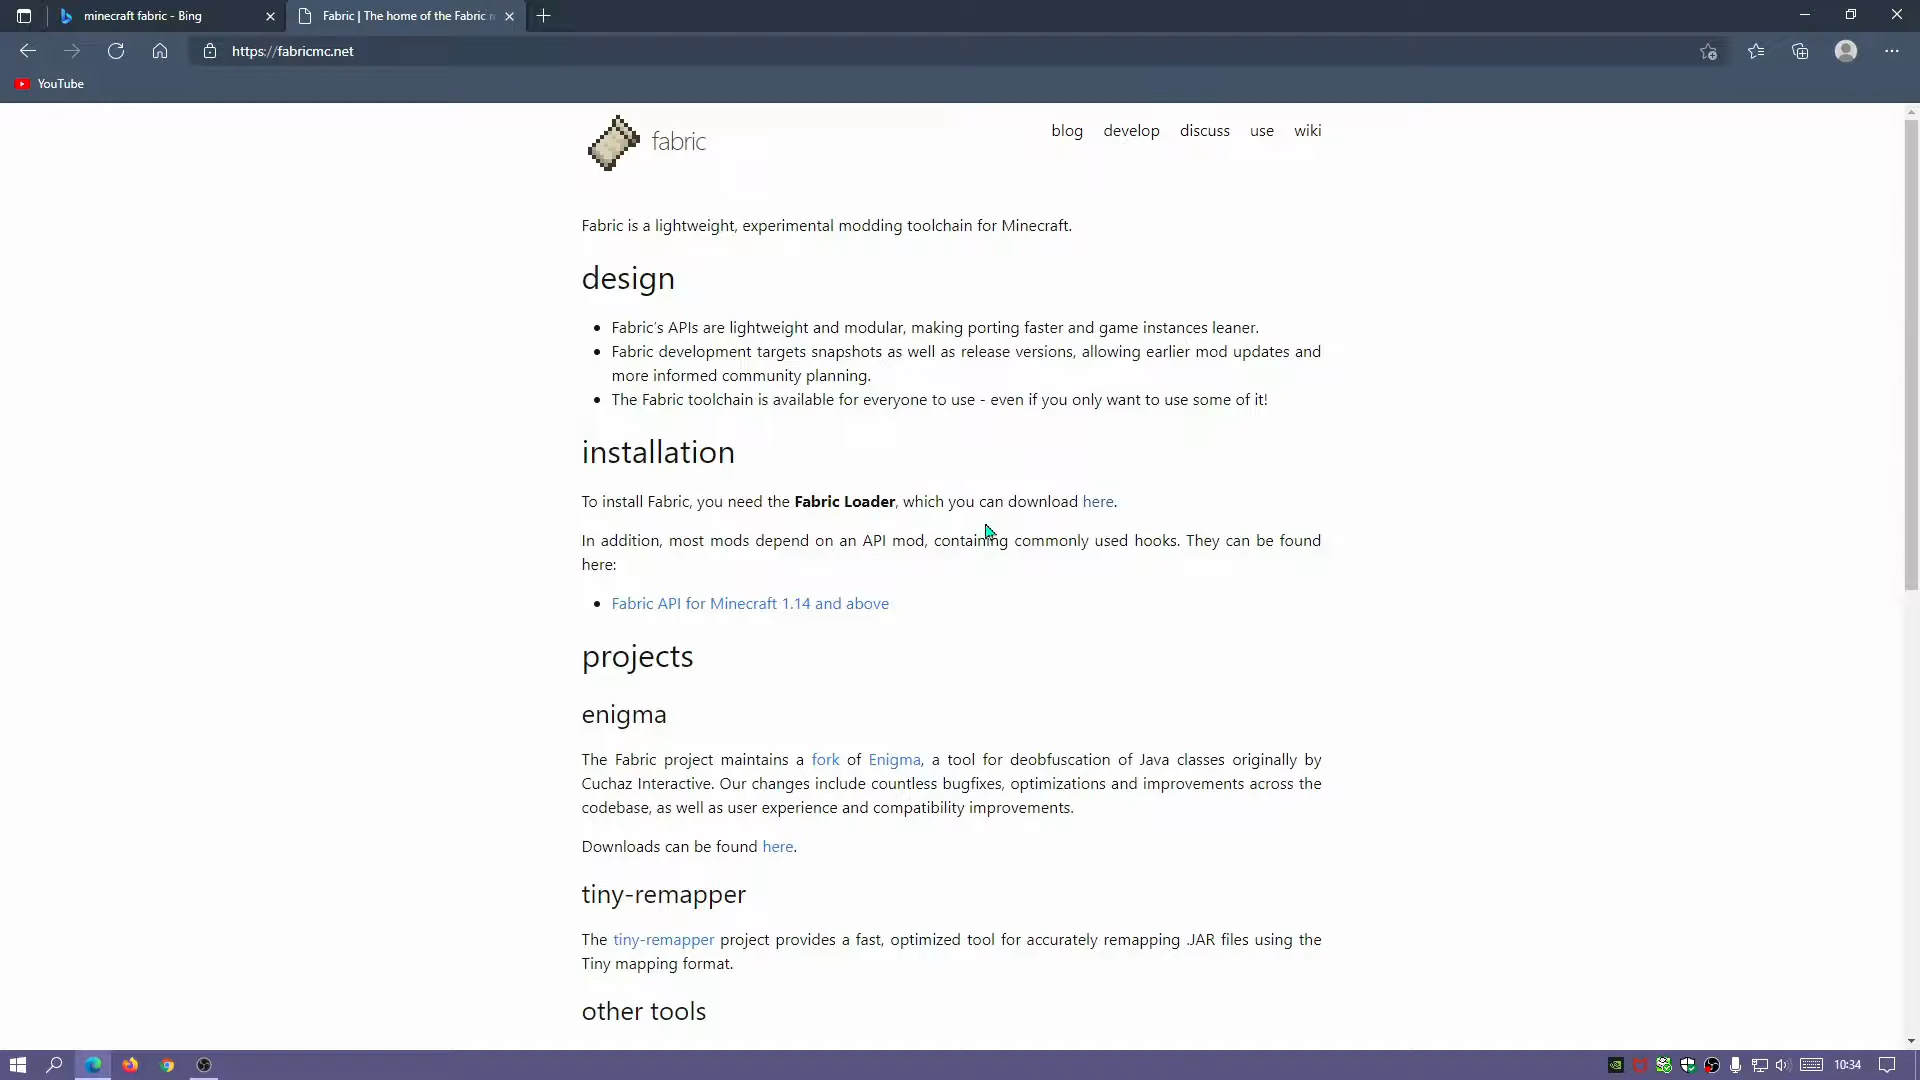 minecraft fabric - Bing
Fabric | The home of the Fabric
https://fabricmc.net
YouTube
fabric
blog develop discuss use wiki
Fabric is a lightweight, experimental modding toolchain for Minecraft.
design
• Fabric's APIs are lightweight and modular, making porting faster and game instances leaner.
• Fabric development targets snapshots as well as release versions, allowing earlier mod updates and
more informed community planning.
• The Fabric toolchain is available for everyone to use - even if you only want to use some of it!
installation
To install Fabric, you need the Fabric Loader, which you can download here.
In addition, most mods depend on an API mod, containing commonly used hooks. They can be found
here:
• Fabric API for Minecraft 1.14 and above
projects
enigma
The Fabric project maintains a fork of Enigma, a tool for deobfuscation of Java classes originally by
Cuchaz Interactive. Our changes include countless bugfixes, optimizations and improvements across the
codebase, as well as user experience and compatibility improvements.
Downloads can be found here.
tiny-remapper
The tiny-remapper project provides a fast, optimized tool for accurately remapping .JAR files using the
Tiny mapping format.
other tools
10:34